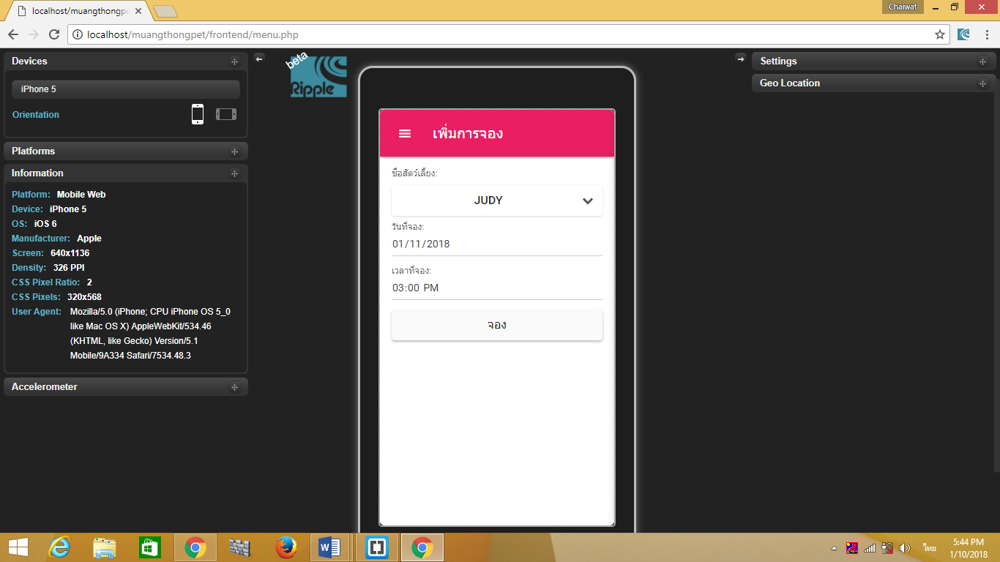 localhost/muangthongpe
Chaiwat
localhost/muangthongpet/frontend/menu.php
Devices
iPhone 5
Orientation
Platforms
Information
Platform: Mobile Web
Device: iPhone 5
OS: iOS 6
Manufacturer: Apple
Screen: 640x1136
Density: 326 PPI
CSS Pixel Ratio: 2
CSS Pixels: 320x568
User Agent: Mozilla/5.0 (iPhone; CPU iPhone OS 5_0
like Mac OS X) AppleWebKit/534.46
(KHTML, like Gecko) Version/5.1
Mobile/9A334 Safari/7534.48.3
Accelerometer
beta
Ripple
เพิ่มการจอง
ชื่อสัตว์เลี้ยง:
JUDY
วันที่จอง:
01/11/2018
เวลาที่จอง:
03:00 PM
จอง
Settings
Geo Location
ไทย
5:44 PM
1/10/2018